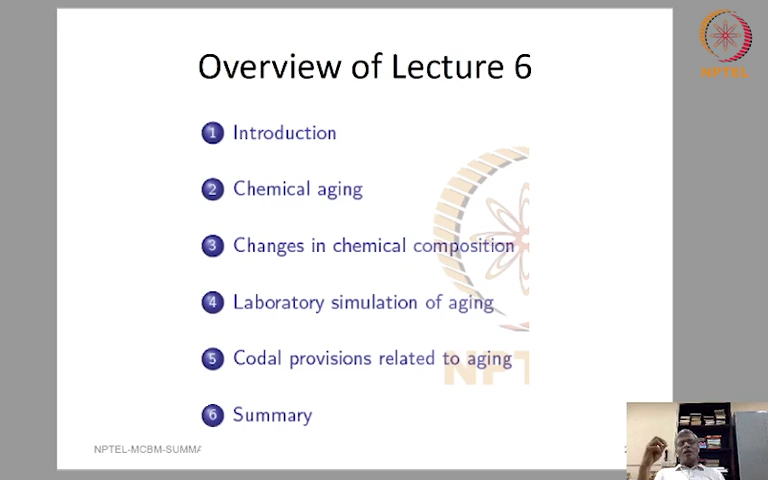 NPTEL
Overview of Lecture 6
1 Introduction
2 Chemical aging
3 Changes in chemical composition
4 Laboratory simulation of aging
5 Codal provisions related to aging
6 Summary
NPTEL-MCBM-SUMMA